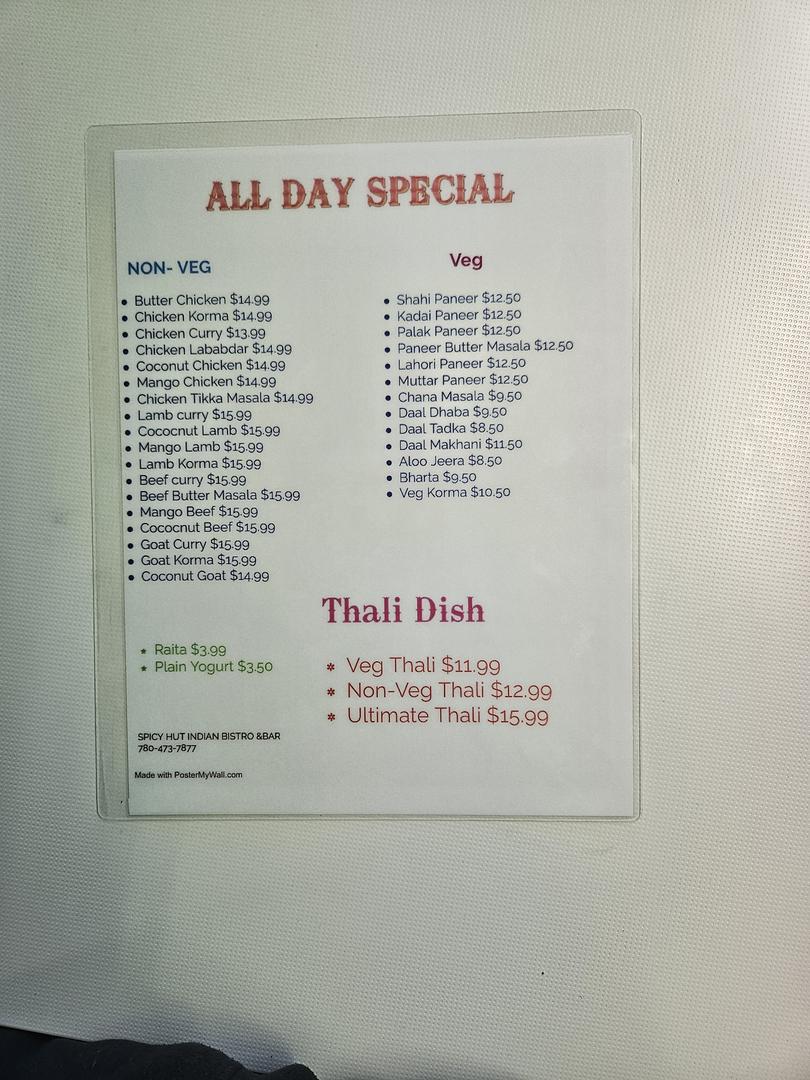 ALL DAY SPECIAL
NON- VEG
Butter Chicken $14.99
Chicken Korma $14.99
Chicken Curry $13.99
Chicken Lababdar $14.99
Coconut Chicken $14.99
Mango Chicken $14.99
Chicken Tikka Masala $14.99
Lamb curry $15.99
Cococnut Lamb $15.99
Mango Lamb $15.99
Lamb Korma $15.99
Beef curry $15.99
Beef Butter Masala $15.99
Mango Beef $15.99
Cococnut Beef $15.99
Goat Curry $15.99
Goat Korma $15.99
Coconut Goat $14.99
Veg
Shahi Paneer $12.50
Kadai Paneer $12.50
Palak Paneer $12.50
Paneer Butter Masala $12.50
Lahori Paneer $12.50
Muttar Paneer $12.50
Chana Masala $9.50
Daal Dhaba $9.50
Daal Tadka $8.50
Daal Makhani $11.50
Aloo Jeera $8.50
Bharta $9.50
Veg Korma $10.50
Raita $3.99
Plain Yogurt $3.50
Thali Dish
Veg Thali $11.99
Non-Veg Thali $12.99
Ultimate Thali $15.99
SPICY HUT INDIAN BISTRO &BAR
780-473-7877
Made with PosterMyWall.com